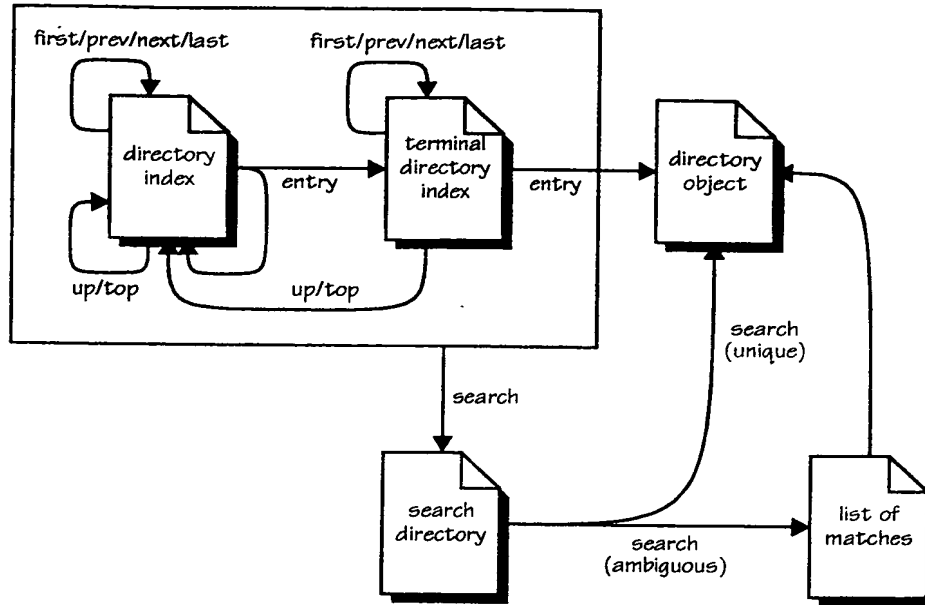 first/prev/next/last
first/prev/next/last
directory
index
entry
terminal
directory
index
entry
directory
object
up/top
up/top
search
(unique)
search
search
directory
search
(ambiguous)
list of
matches